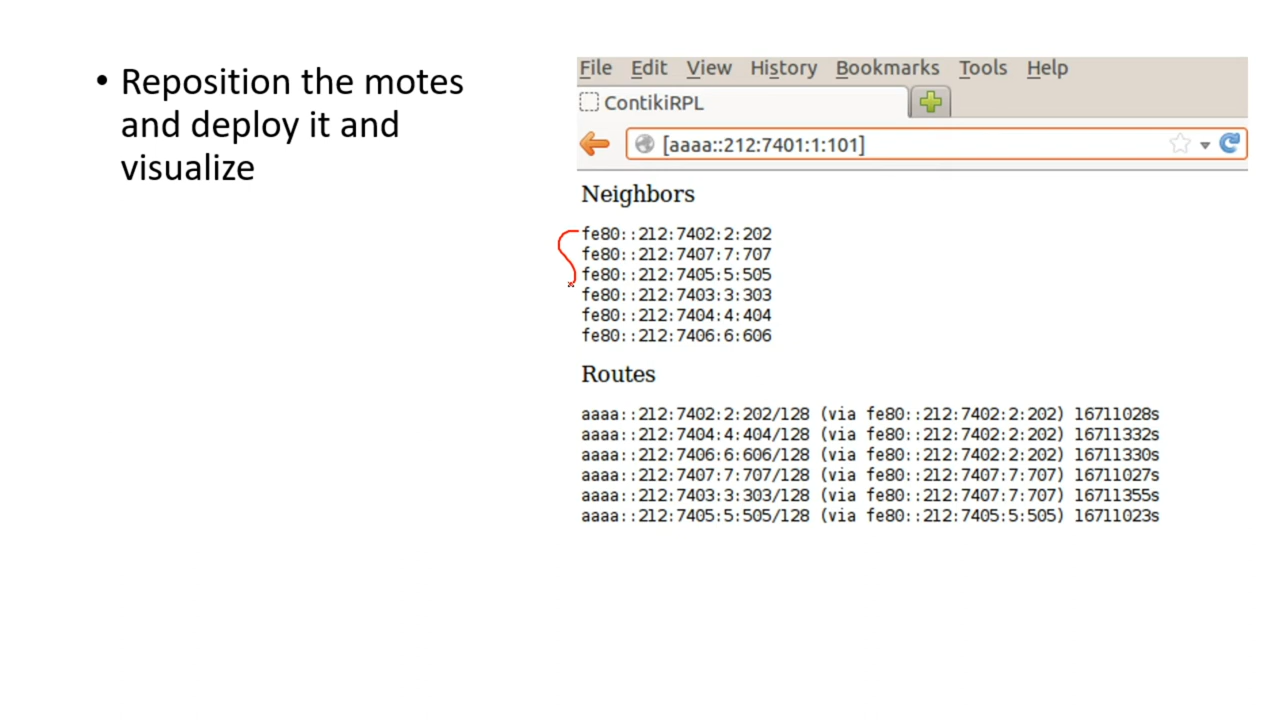 • Reposition the motes
and deploy it and
visualize
File Edit View History Bookmarks Tools Help
ContikiRPL
[aaaa::212:7401:1:101]
Neighbors
fe80::212:7402:2:202
fe80::212:7407:7:707
fe80::212:7405:5:505
fe80::212:7403:3:303
fe80::212:7404:4:404
fe80::212:7406:6:606
Routes
aaaa::212:7402:2:202/128 (via fe80::212:7402:2:202) 16711028s
aaaa::212:7404:4:404/128 (via fe80::212:7402:2:202) 16711332s
aaaa::212:7406:6:606/128 (via fe80::212:7402:2:202) 16711330s
aaaa::212:7407:7:707/128 (via fe80::212:7407:7:707) 16711027s
aaaa::212:7403:3:303/128 (via fe80::212:7407:7:707) 16711355s
aaaa::212:7405:5:505/128 (via fe80::212:7405:5:505) 16711023s